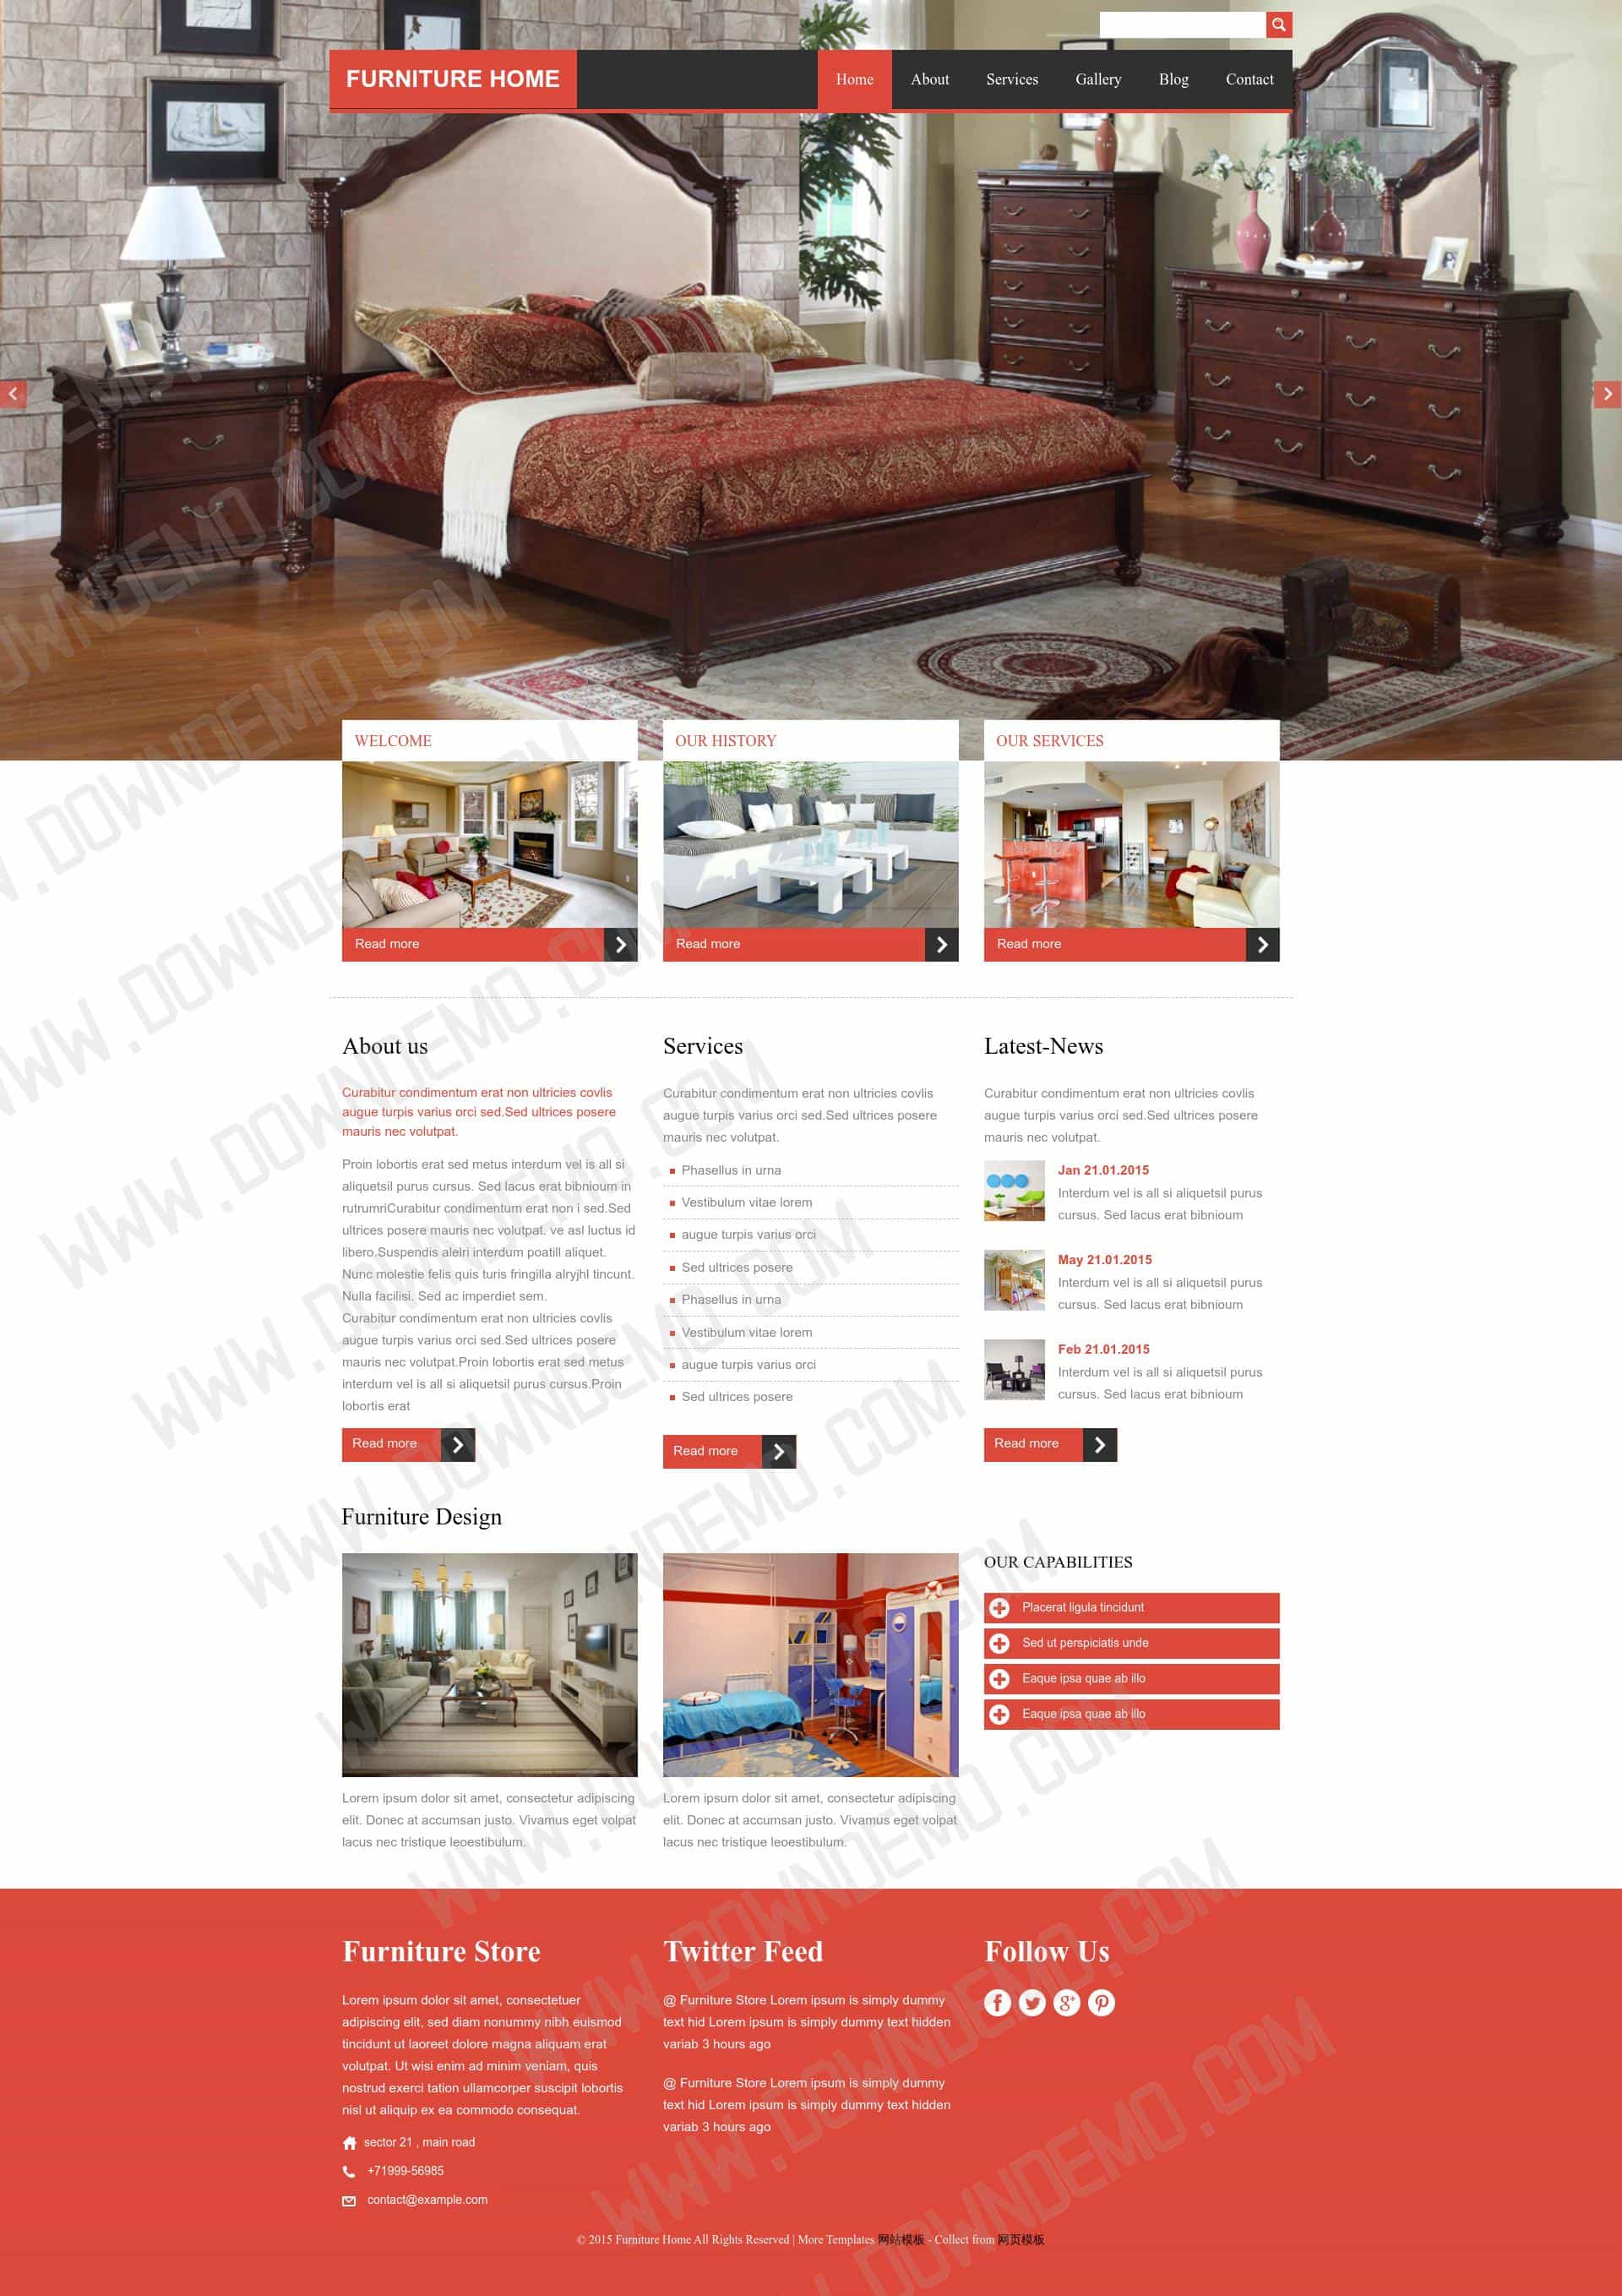 FURNITURE HOME
Home About Services Gallery Blog Contact
WELCOME
Read more
OUR HISTORY
Read more
OUR SERVICES
Read more
About us
Curabitur condimentum erat non ultricies covlis
augue turpis varius orci sed.Sed ultrices posere
mauris nec volutpat.
Proin lobortis erat sed metus interdum vel is all si
aliquetsil purus cursus. Sed lacus erat bibnioum in
rutrumriCurabitur condimentum erat non i sed.Sed
ultrices posere mauris nec volutpat. ve asl luctus id
libero.Suspendis aleIri interdum poatill aliquet.
Nunc molestie felis quis turis fringilla alryjhl tincunt.
Nulla facilisi. Sed ac imperdiet sem.
Curabitur condimentum erat non ultricies covlis
augue turpis varius orci sed.Sed ultrices posere
mauris nec volutpat.Proin lobortis erat sed metus
interdum vel is all si aliquetsil purus cursus.Proin
lobortis erat
Read more
Services
Curabitur condimentum erat non ultricies covlis
augue turpis varius orci sed.Sed ultrices posere
mauris nec volutpat.
Phasellus in urna
Vestibulum vitae lorem
augue turpis varius orci
Sed ultrices posere
Phasellus in urna
Vestibulum vitae lorem
augue turpis varius orci
Sed ultrices posere
Read more
Latest-News
Curabitur condimentum erat non ultricies covlis
augue turpis varius orci sed.Sed ultrices posere
mauris nec volutpat.
Jan 21.01.2015
Interdum vel is all si aliquetsil purus
cursus. Sed lacus erat bibnioum
May 21.01.2015
Interdum vel is all si aliquetsil purus
cursus. Sed lacus erat bibnioum
Feb 21.01.2015
Interdum vel is all si aliquetsil purus
cursus. Sed lacus erat bibnioum
Read more
Furniture Design
Lorem ipsum dolor sit amet, consectetur adipiscing
elit. Donec at accumsan justo. Vivamus eget volpat
lacus nec tristique leoestibulum.
Lorem ipsum dolor sit amet, consectetur adipiscing
elit. Donec at accumsan justo. Vivamus eget volpat
lacus nec tristique leoestibulum.
OUR CAPABILITIES
Placerat ligula tincidunt
Sed ut perspiciatis unde
Eaque ipsa quae ab illo
Eaque ipsa quae ab illo
Furniture Store
Lorem ipsum dolor sit amet, consectetuer
adipiscing elit, sed diam nonummy nibh euismod
tincidunt ut laoreet dolore magna aliquam erat
volutpat. Ut wisi enim ad minim veniam, quis
nostrud exerci tation ullamcorper suscipit lobortis
nisl ut aliquip ex ea commodo consequat.
sector 21 , main road
+71999-56985
contact@example.com
Twitter Feed
@ Furniture Store Lorem ipsum is simply dummy
text hid Lorem ipsum is simply dummy text hidden
variab 3 hours ago
@ Furniture Store Lorem ipsum is simply dummy
text hid Lorem ipsum is simply dummy text hidden
variab 3 hours ago
Follow Us
© 2015 Furniture Home All Rights Reserved | More Templates 网站模板 - Collect from 网页模板
WWW.DOWNDEMO.COM